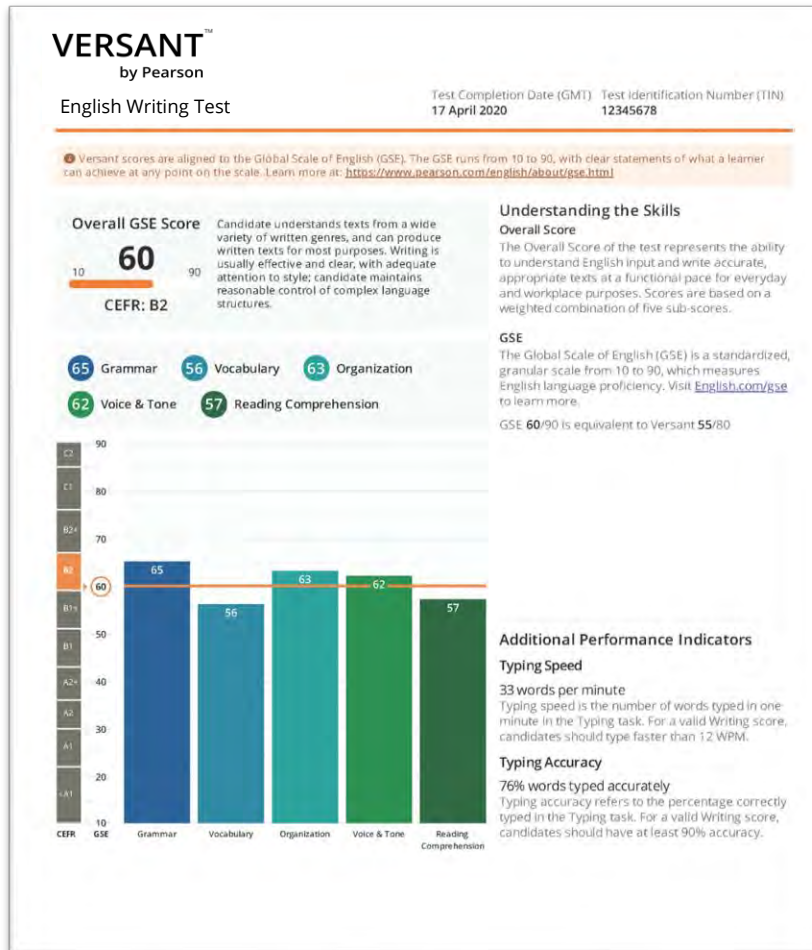 VERSANT™
by Pearson
English Writing Test
Test Completion Date (GMT) Test Identification Number (TIN)
17 April 2020 12345678
Versant scores are aligned to the Global Scale of English (GSE). The GSE runs from 10 to 90, with clear statements of what a learner
can achieve at any point on the scale. Learn more at: https://www.pearson.com/english/about/gse.html
Overall GSE Score
60
10 90
CEFR: B2
Candidate understands texts from a wide
variety of written genres, and can produce
written texts for most purposes. Writing is
usually effective and clear, with adequate
attention to style; candidate maintains
reasonable control of complex language
structures.
65 Grammar 56 Vocabulary 63 Organization
62 Voice & Tone 57 Reading Comprehension
90
C2
C1
80
B2+
70
B2
60
B1+
50
B1
A2+
40
A2
30
A1
20
<A1
10
65
56
63
62
57
CEFR GSE Grammar Vocabulary Organization Voice & Tone Reading
Comprehension
Understanding the Skills
Overall Score
The Overall Score of the test represents the ability
to understand English input and write accurate,
appropriate texts at a functional pace for everyday
and workplace purposes. Scores are based on a
weighted combination of five sub-scores.
GSE
The Global Scale of English (GSE) is a standardized,
granular scale from 10 to 90, which measures
English language proficiency. Visit English.com/gse
to learn more.
GSE 60/90 is equivalent to Versant 55/80
Additional Performance Indicators
Typing Speed
33 words per minute
Typing speed is the number of words typed in one
minute in the Typing task. For a valid Writing score,
candidates should type faster than 12 WPM.
Typing Accuracy
76% words typed accurately
Typing accuracy refers to the percentage correctly
typed in the Typing task. For a valid Writing score,
candidates should have at least 90% accuracy.